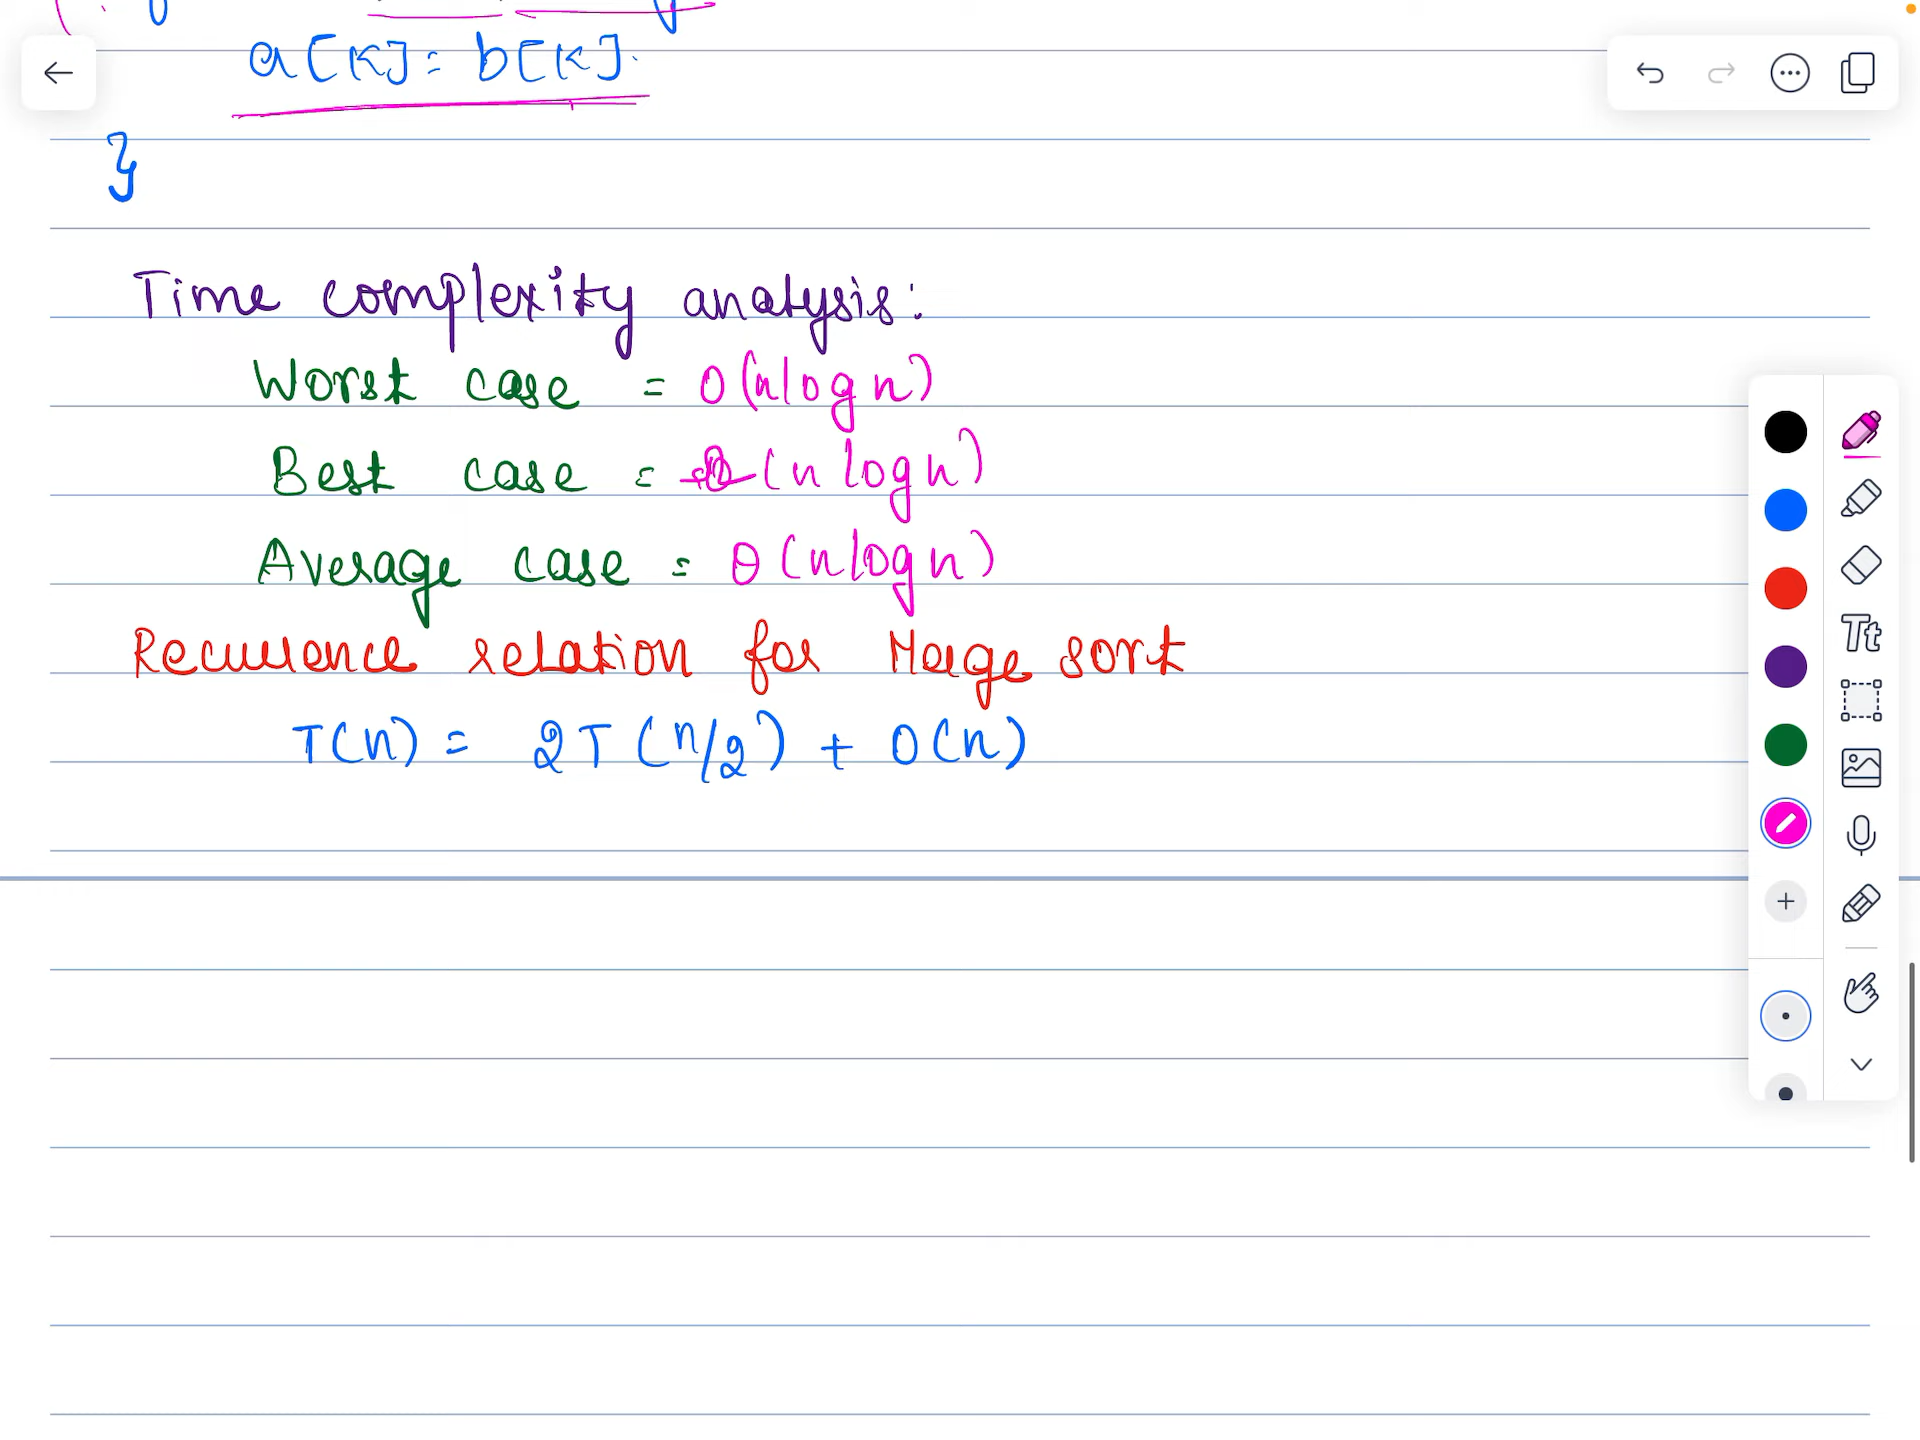 a[K]= b[K].
}
Time complexity analysis:
Worst case = O(nlogn)
Best case = Ω(n logn)
Average case = θ(nlogn)
Recurrence relation for Merge sort
T(n) = 2T(n/2) + O(n)
Tt